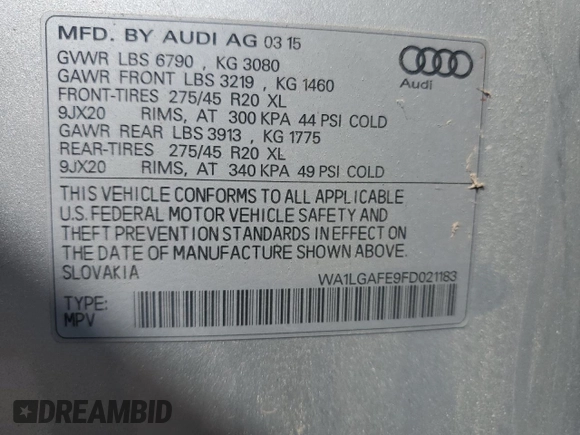 MFD. BY AUDI AG 03 15
GVWR LBS 6790 , KG 3080
GAWR FRONT LBS 3219 , KG 1460
FRONT-TIRES 275/45 R20 XL
9JX20 RIMS, AT 300 KPA 44 PSI COLD
GAWR REAR LBS 3913 , KG 1775
REAR-TIRES 275/45 R20 XL
9JX20 RIMS, AT 340 KPA 49 PSI COLD
Audi
THIS VEHICLE CONFORMS TO ALL APPLICABLE
U.S. FEDERAL MOTOR VEHICLE SAFETY AND
THEFT PREVENTION STANDARDS IN EFFECT ON
THE DATE OF MANUFACTURE SHOWN ABOVE.
SLOVAKIA
WA1LGAFE9FD021183
TYPE:
MPV
DREAMBID